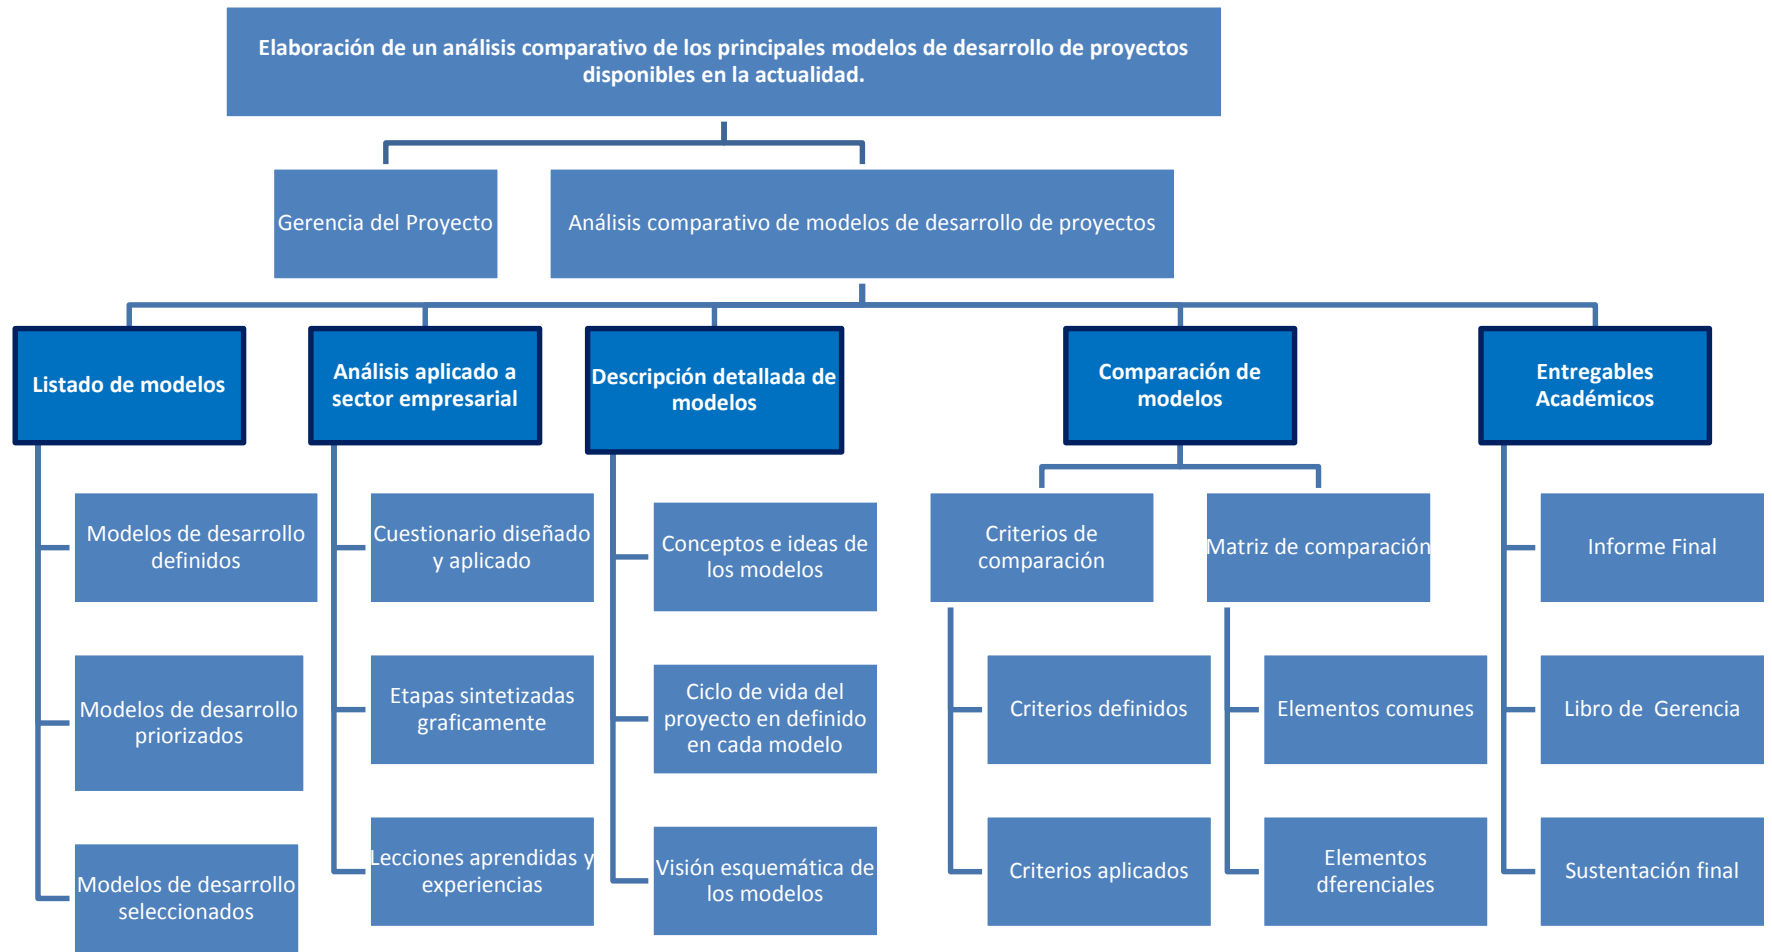 Elaboración de un análisis comparativo de los principales modelos de desarrollo de proyectos
disponibles en la actualidad.
Gerencia del Proyecto
Análisis comparativo de modelos de desarrollo de proyectos
Listado de modelos
Análisis aplicado a
sector empresarial
Descripción detallada de
modelos
Comparación de
modelos
Entregables
Académicos
Modelos de desarrollo
definidos
Modelos de desarrollo
priorizados
Modelos de desarrollo
seleccionados
Cuestionario diseñado
y aplicado
Etapas sintetizadas
graficamente
Lecciones aprendidas y
experiencias
Conceptos e ideas de
los modelos
Ciclo de vida del
proyecto en definido
en cada modelo
Visión esquemática de
los modelos
Criterios de
comparación
Criterios definidos
Criterios aplicados
Matriz de comparación
Elementos comunes
Elementos
dferenciales
Informe Final
Libro de  Gerencia
Sustentación final